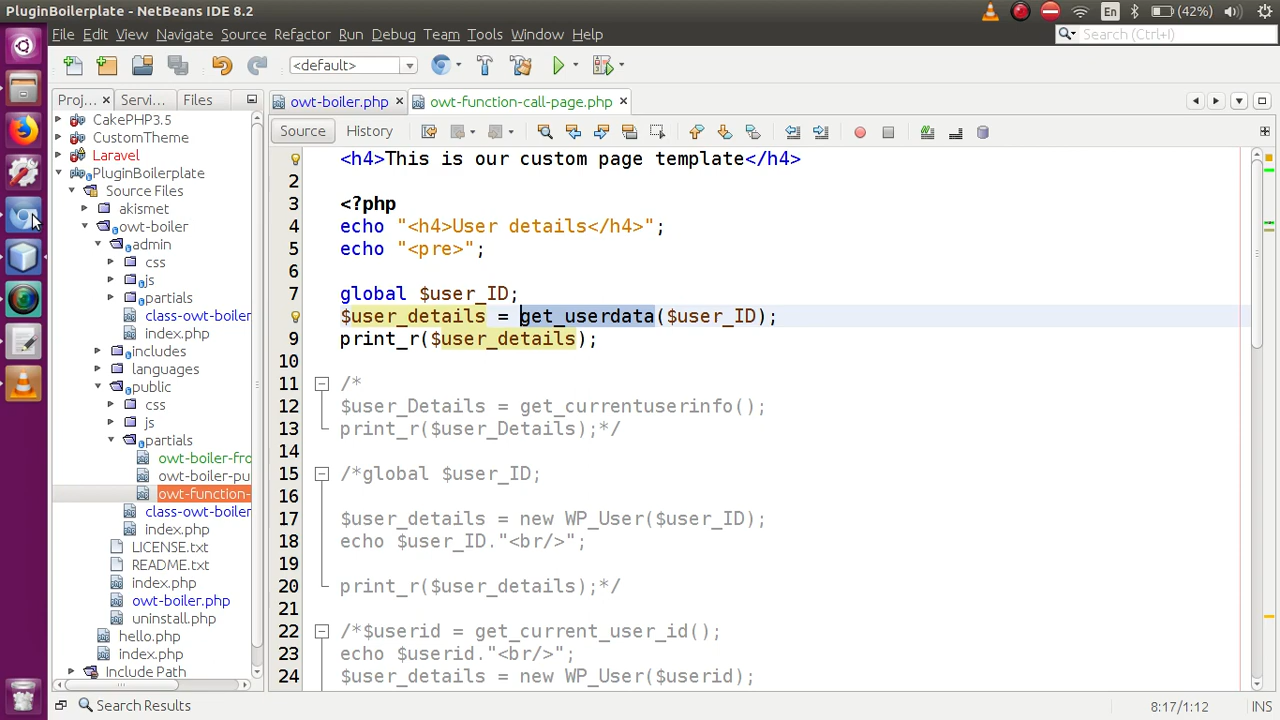 PluginBoilerplate - NetBeans IDE 8.2
En
(42%)
File Edit View Navigate Source Refactor Run Debug Team Tools Window Help
Search (Ctrl+I)
<default>
Proj... Servi... Files
owt-boiler.php
owt-function-call-page.php
Source History
CakePHP3.5
CustomTheme
Laravel
PluginBoilerplate
Source Files
akismet
owt-boiler
admin
css
js
partials
class-owt-boiler
index.php
includes
languages
public
css
js
partials
owt-boiler-fro
owt-boiler-pu
owt-function-
class-owt-boiler
index.php
LICENSE.txt
README.txt
index.php
owt-boiler.php
uninstall.php
hello.php
index.php
Include Path
<h4>This is our custom page template</h4>
2
3 <?php
4 echo "<h4>User details</h4>";
5 echo "<pre>";
6
7 global $user_ID;
$user_details = get_userdata($user_ID);
9 print_r($user_details);
10
11 /*
12 $user_Details = get_currentuserinfo();
13 print_r($user_Details);*/
14
15 /*global $user_ID;
16
17 $user_details = new WP_User($user_ID);
18 echo $user_ID."<br/>";
19
20 print_r($user_details);*/
21
22 /*$userid = get_current_user_id();
23 echo $userid."<br/>";
24 $user_details = new WP_User($userid);
Search Results
8:17/1:12
INS